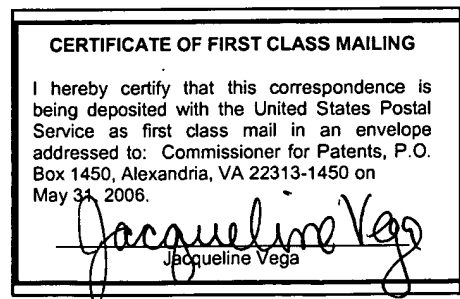 CERTIFICATE OF FIRST CLASS MAILING
I hereby certify that this correspondence is
being deposited with the United States Postal
Service as first class mail in an envelope
addressed to: Commissioner for Patents, P.O.
Box 1450, Alexandria, VA 22313-1450 on
May 31, 2006.
Jacqueline Vega
Jacqueline Vega